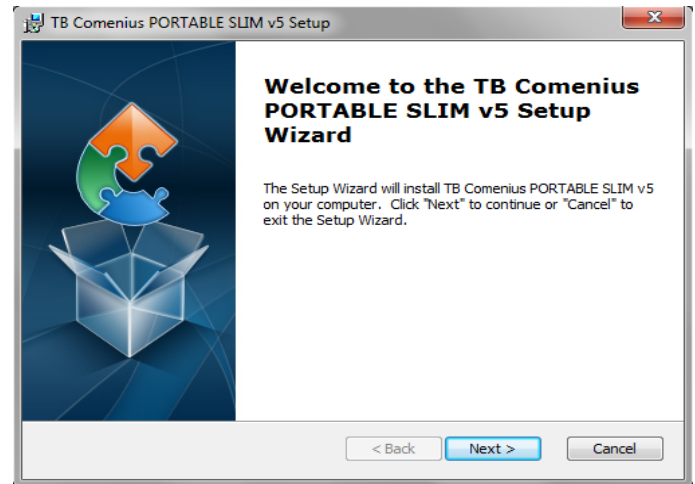 TB Comenius PORTABLE SLIM v5 Setup
Welcome to the TB Comenius
PORTABLE SLIM v5 Setup
Wizard
The Setup Wizard will install TB Comenius PORTABLE SLIM v5
on your computer. Click "Next" to continue or "Cancel" to
exit the Setup Wizard.
< Back Next > Cancel